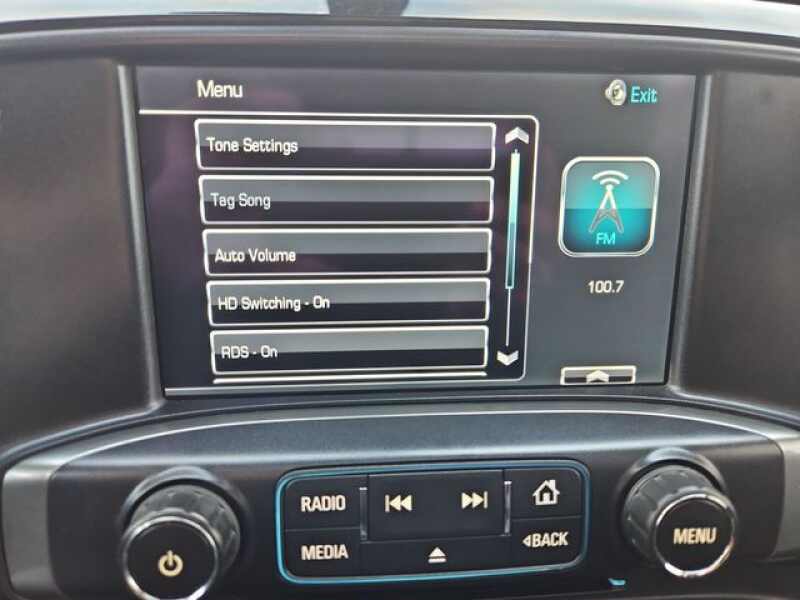 Menu
Exit
Tone Settings
Tag Song
Auto Volume
HD Switching - On
RDS - On
FM
100.7
RADIO
MEDIA
BACK
MENU